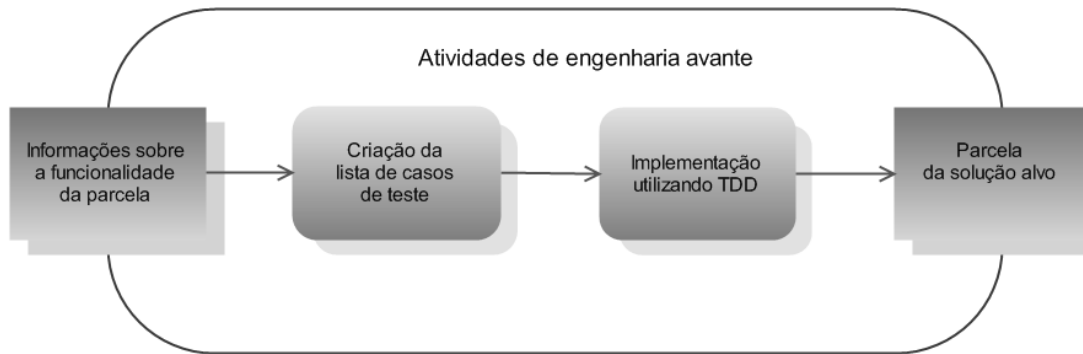 Atividades de engenharia avante
Informações sobre
a funcionalidade
da parcela
Criação da
lista de casos
de teste
Implementação
utilizando TDD
Parcela
da solução alvo